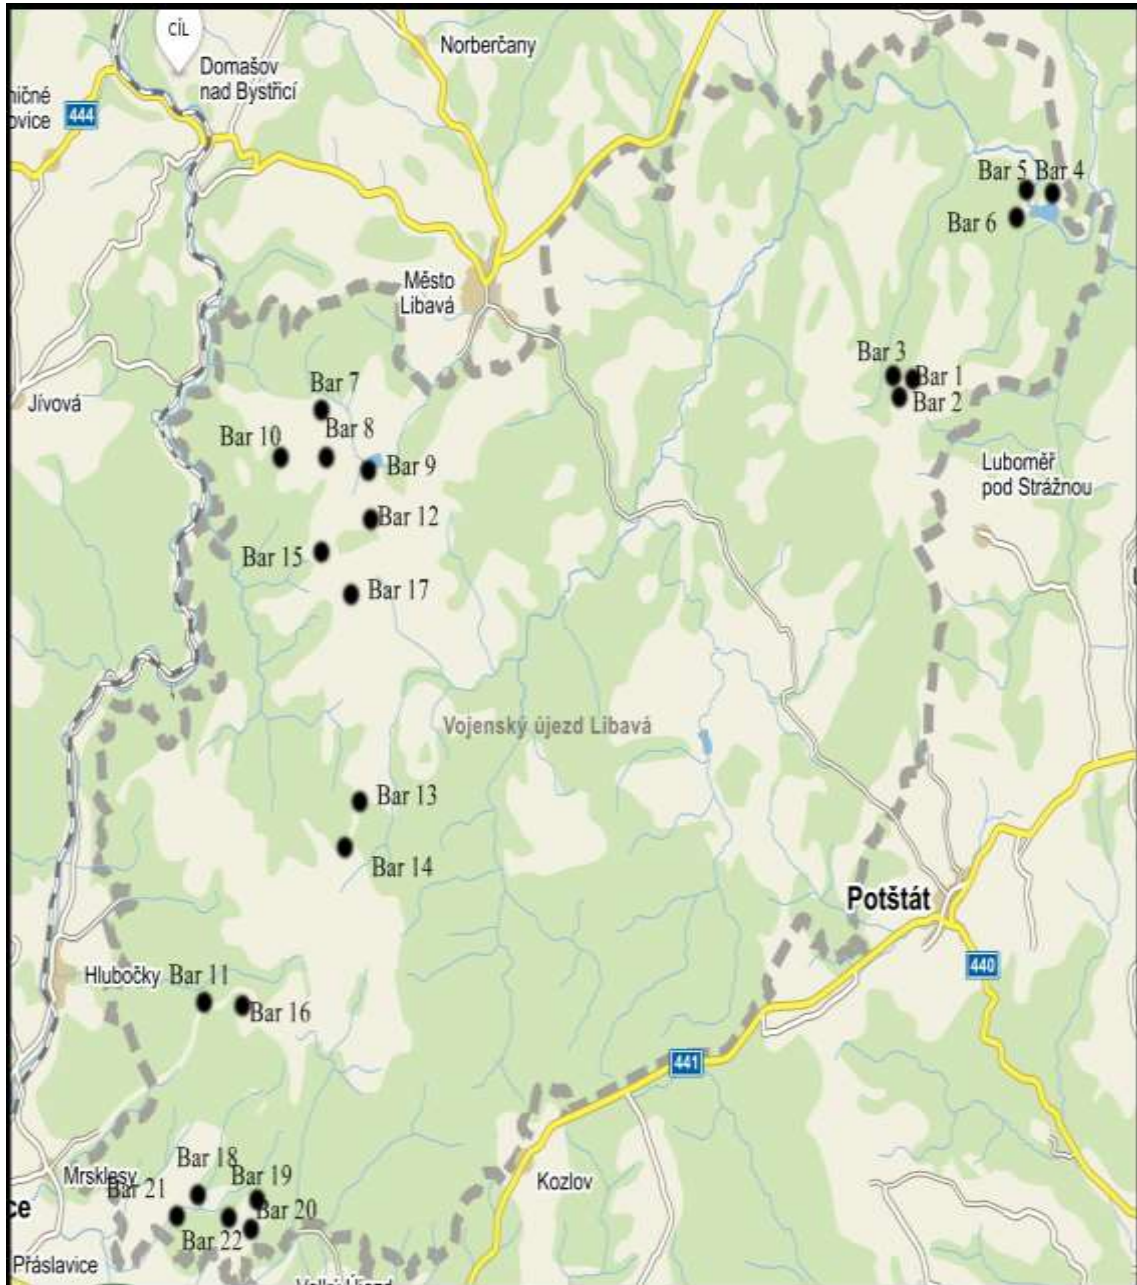 CÍL
Norberčany
Domašov
nad Bystřicí
ničné
ovice
444
Bar 5
Bar 4
Bar 6
Město
Libavá
Bar 3
Bar 1
Bar 2
Bar 7
Jívová
Bar 8
Bar 10
Bar 9
Luboměř
pod Strážnou
Bar 12
Bar 15
Bar 17
Vojenský újezd Libavá
Bar 13
Bar 14
Potštát
440
Hlubočky
Bar 11
Bar 16
441
Bar 18
Mrsklesy
Bar 19
Kozlov
Bar 21
ce
Bar 20
Bar 22
Přáslavice